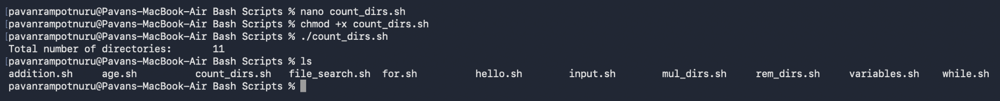 [pavanrampotnuru@Pavans-MacBook-Air Bash Scripts % nano count_dirs.sh
[pavanrampotnuru@Pavans-MacBook-Air Bash Scripts % chmod +x count_dirs.sh
[pavanrampotnuru@Pavans-MacBook-Air Bash Scripts % ./count_dirs.sh
Total number of directories:       11
[pavanrampotnuru@Pavans-MacBook-Air Bash Scripts % ls
addition.sh     age.sh          count_dirs.sh   file_search.sh  for.sh          hello.sh        input.sh        mul_dirs.sh     rem_dirs.sh     variables.sh    while.sh
pavanrampotnuru@Pavans-MacBook-Air Bash Scripts %